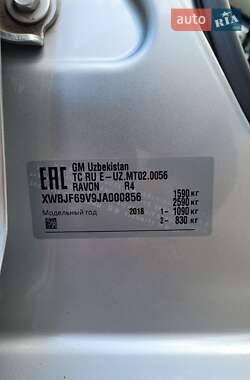 AUTO RIA
EAC
GM Uzbekistan
TC RU E-UZ.MT02.0056
RAVON R4
XWBJF69V9JA000856
1590 кг
2590 кг
Модельный год 2018 1- 1090 кг
2- 830 кг